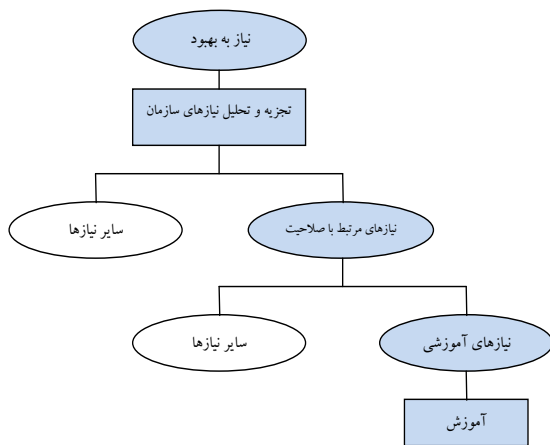 نیاز به بهبود
تجزیه و تحلیل نیازهای سازمان
سایر نیازها
نیازهای مرتبط با صلاحیت
سایر نیازها
نیازهای آموزشی
آموزش